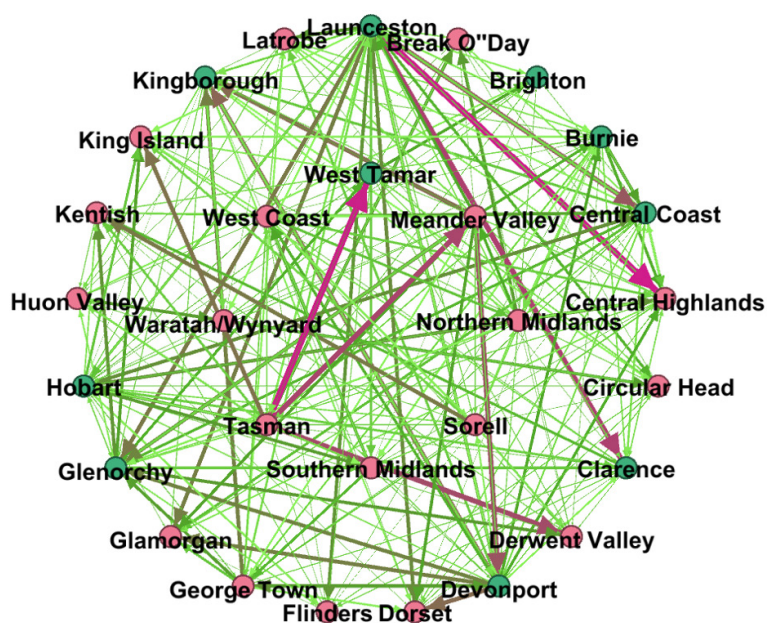 Launceston
Latrobe
Break O"Day
Kingborough
Brighton
King Island
Burnie
West Tamar
Kentish
West Coast
Meander Valley
Central Coast
Huon Valley
Waratah/Wynyard
Northern Midlands
Central Highlands
Hobart
Circular Head
Tasman
Sorell
Glenorchy
Southern Midlands
Clarence
Glamorgan
Derwent Valley
George Town
Devonport
Flinders
Dorset